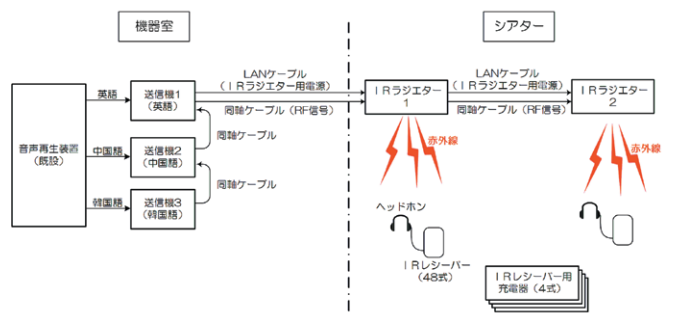 機器室
シアター
LANケーブル
(IRラジエター用電源)
LANケーブル
(IRラジエター用電源)
英語
送信機1
(英語)
IRラジエター
1
IRラジエター
2
同軸ケーブル(RF信号)
同軸ケーブル(RF信号)
音声再生装置
(既設)
中国語
送信機2
(中国語)
同軸ケーブル
赤外線
赤外線
同軸ケーブル
韓国語
送信機3
(韓国語)
ヘッドホン
IRレシーバー
(48式)
IRレシーバー用
充電器(4式)